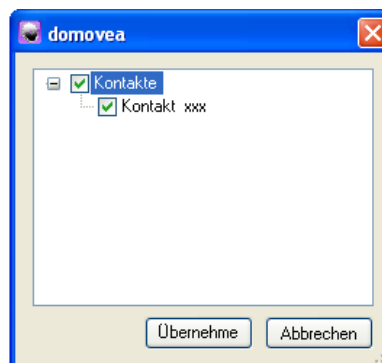 domovea
Kontakte
Kontakt xxx
Übernehme
Abbrechen